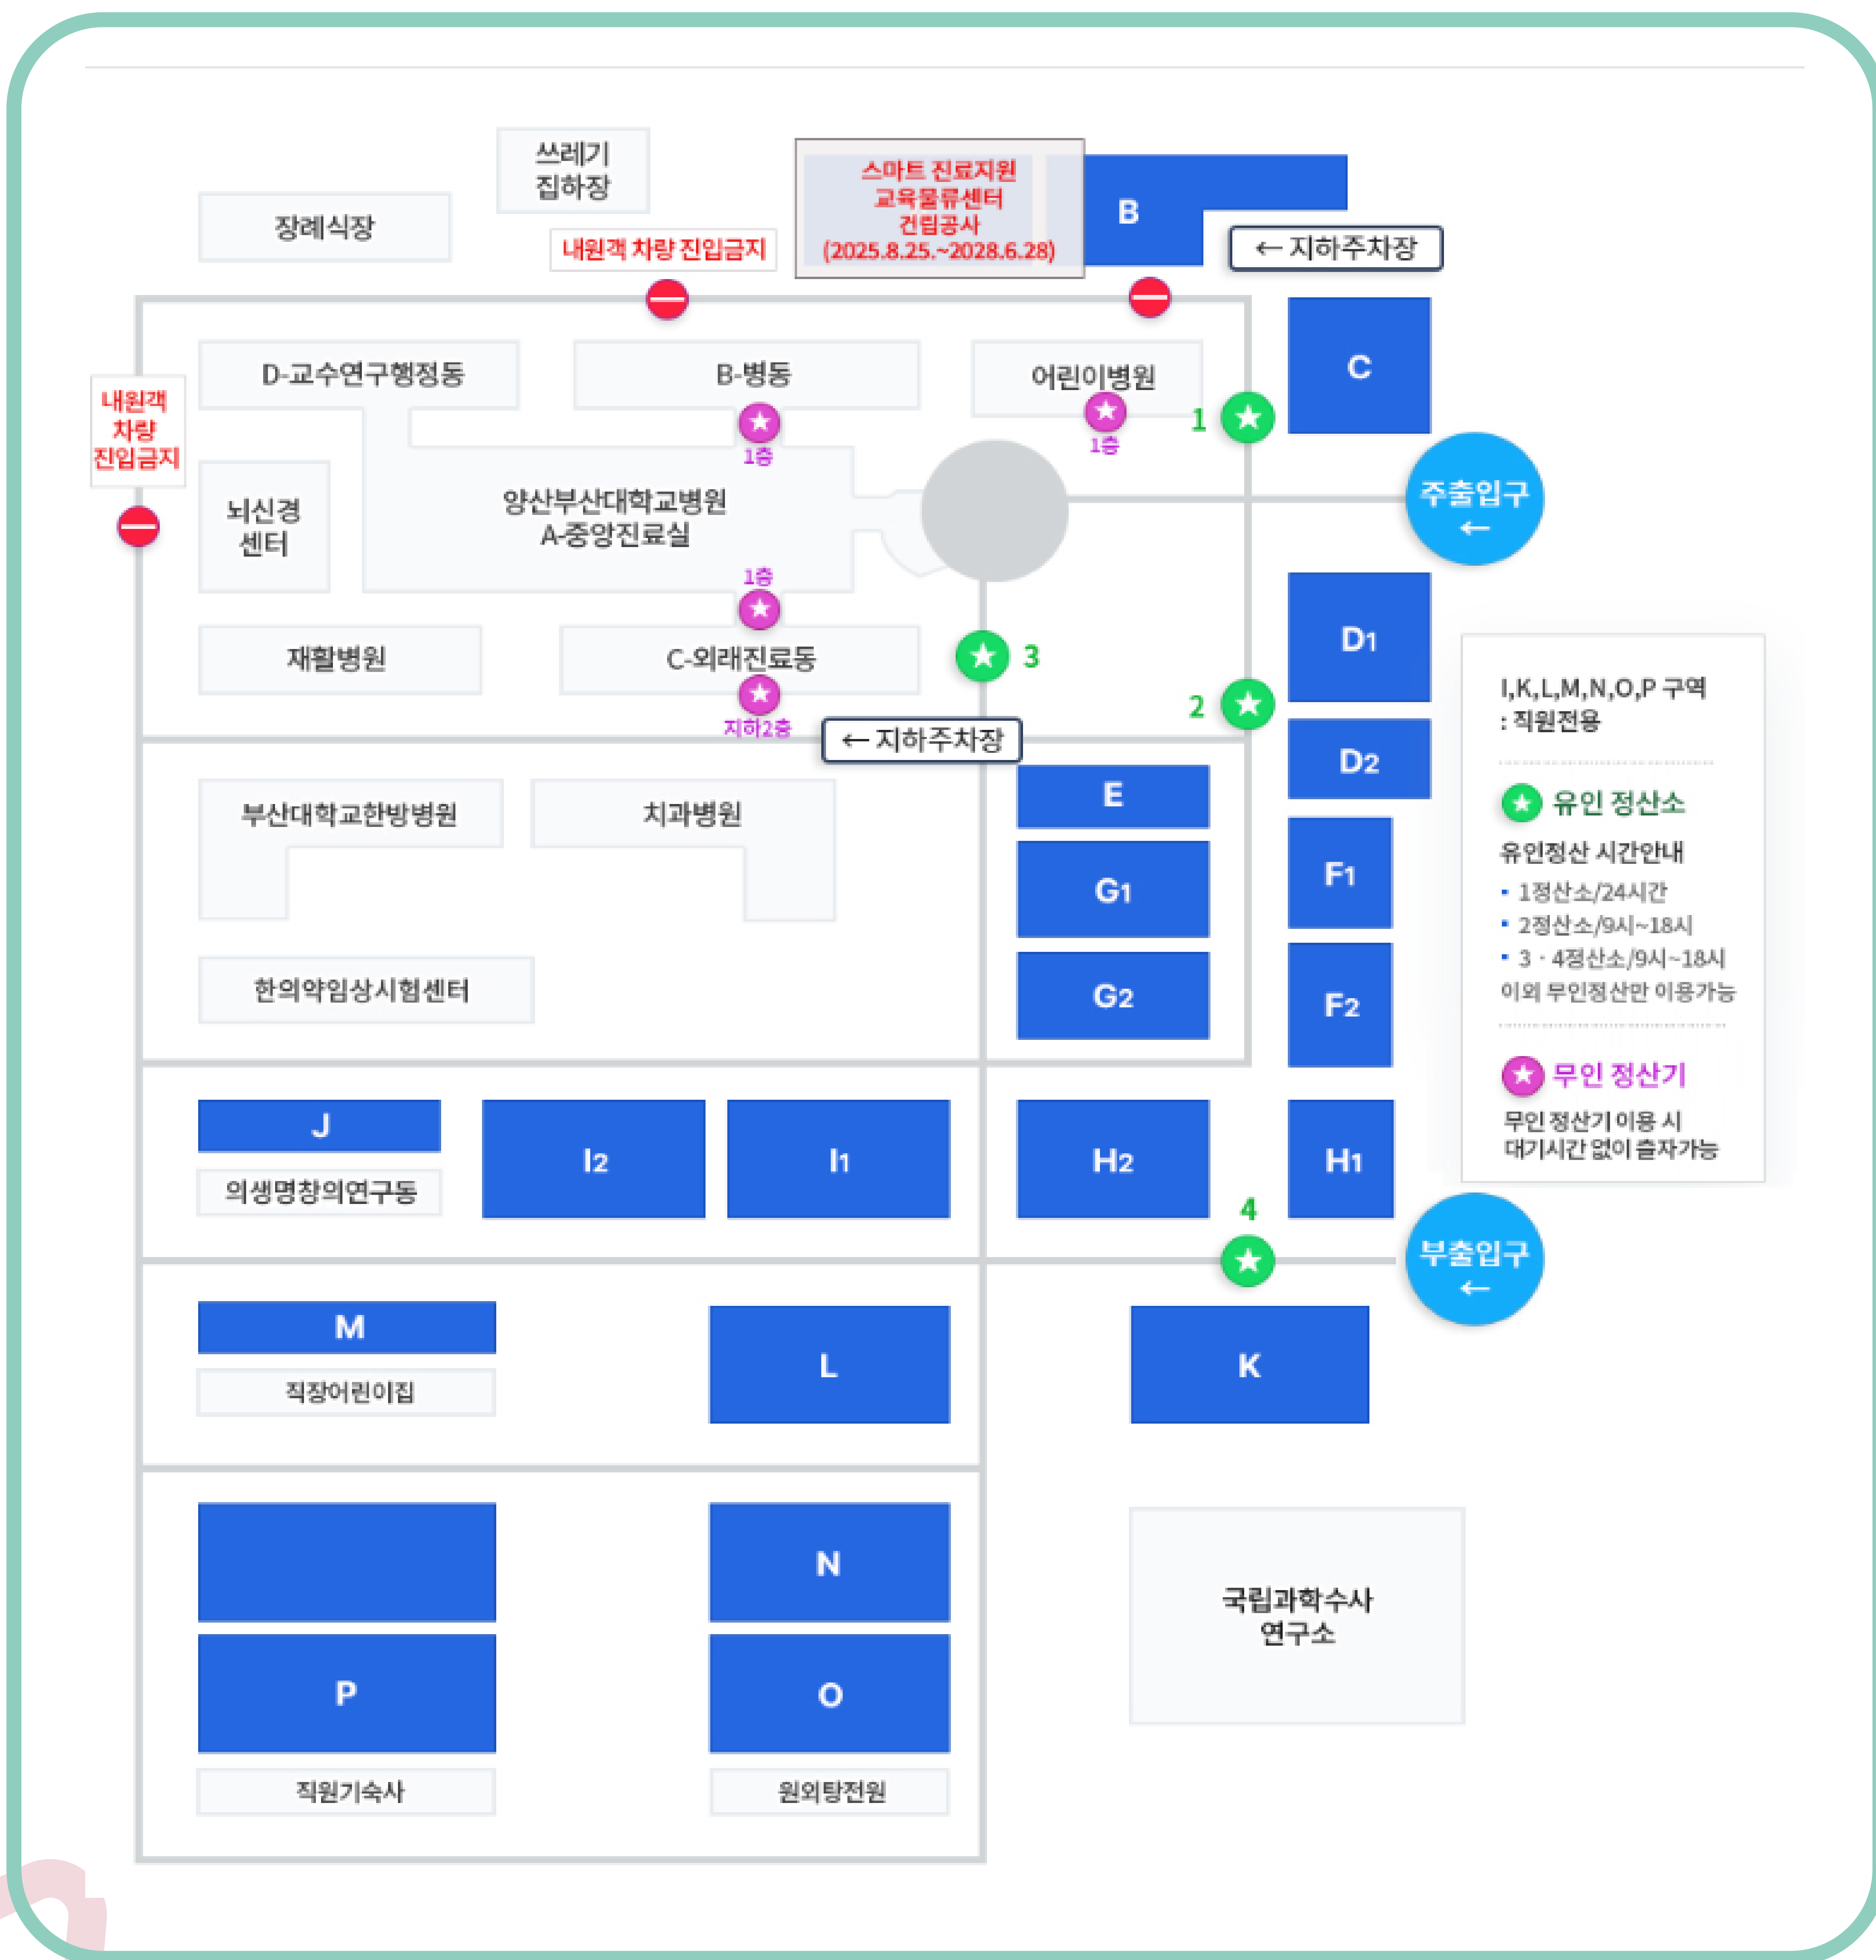 쓰레기
집하장
장례식장
내원객 차량 진입금지
스마트 진료지원
교육물류센터
건립공사
(2025.8.25.~2028.6.28)
B
← 지하주차장
C
D-교수연구행정동
B-병동
어린이병원
1층
1층
1
내원객
차량
진입금지
뇌신경
센터
양산부산대학교병원
A-중앙진료실
주출입구
←
1층
재활병원
C-외래진료동
지하2층
3
2
D1
← 지하주차장
D2
I,K,L,M,N,O,P 구역
: 직원전용
유인 정산소
유인정산 시간안내
▪ 1정산소/24시간
▪ 2정산소/9시~18시
▪ 3 · 4정산소/9시~18시
이외 무인정산만 이용가능
무인 정산기
무인 정산기 이용 시
대기시간 없이 출차가능
부산대학교한방병원
치과병원
E
G1
F1
한의약임상시험센터
G2
F2
J
의생명창의연구동
I2
I1
H2
H1
4
부출입구
←
M
직장어린이집
L
K
N
P
O
직원기숙사
원외탕전원
국립과학수사
연구소